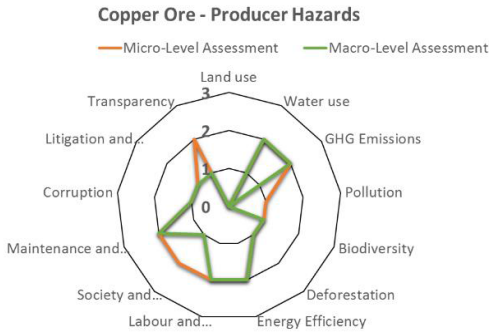 Copper Ore - Producer Hazards
Micro-Level Assessment
Macro-Level Assessment
Land use
Water use
GHG Emissions
Pollution
Biodiversity
Deforestation
Energy Efficiency
Labour and...
Society and...
Maintenance and...
Corruption
Litigation and...
Transparency
3
2
1
0